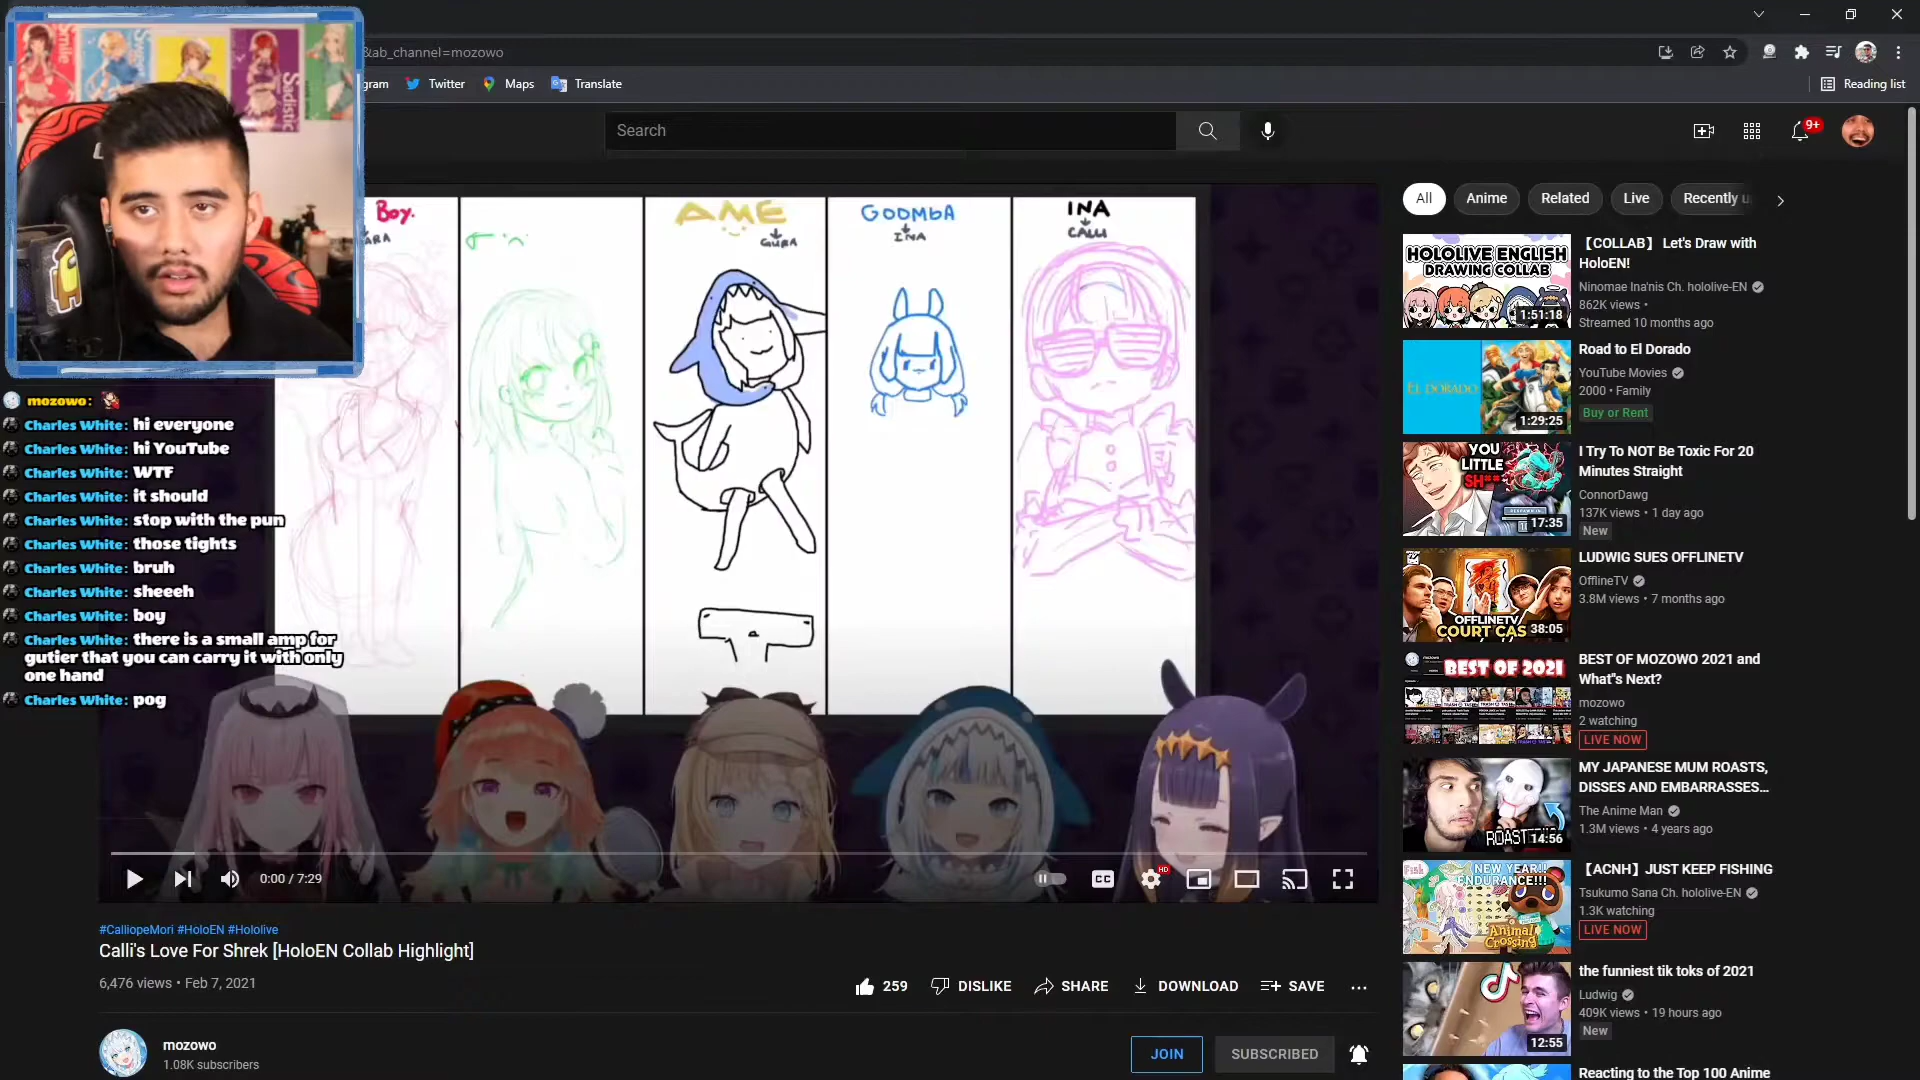 &ab_channel=mozowo
gram
Twitter
Maps
Translate
Reading list
Smile
Sadistic
Search
9+
Boy.
ARA
AME
GURA
GOOMBA
INA
INA
CALLI
mozowo:
Charles White: hi everyone
Charles White: hi YouTube
Charles White: WTF
Charles White: it should
Charles White: stop with the pun
Charles White: those tights
Charles White: bruh
Charles White: sheeeh
Charles White: boy
Charles White: there is a small amp for
gutier that you can carry it with only
one hand
Charles White: pog
0:00 / 7:29
CC
HD
#CalliopeMori #HoloEN #Hololive
Calli's Love For Shrek [HoloEN Collab Highlight]
6,476 views • Feb 7, 2021
259
DISLIKE
SHARE
DOWNLOAD
SAVE
mozowo
1.08K subscribers
JOIN
SUBSCRIBED
All
Anime
Related
Live
Recently u
HOLOLIVE ENGLISH
DRAWING COLLAB
1:51:18
【COLLAB】 Let's Draw with
HoloEN!
Ninomae Ina'nis Ch. hololive-EN
862K views •
Streamed 10 months ago
EL DORADO
1:29:25
Road to El Dorado
YouTube Movies
2000 • Family
Buy or Rent
YOU
LITTLE
SH**
17:35
I Try To NOT Be Toxic For 20
Minutes Straight
ConnorDawg
137K views • 1 day ago
New
OFFLINETV
COURT CAS
38:05
LUDWIG SUES OFFLINETV
OfflineTV
3.8M views • 7 months ago
BEST OF 2021
BEST OF MOZOWO 2021 and
What"s Next?
mozowo
2 watching
LIVE NOW
14:56
MY JAPANESE MUM ROASTS,
DISSES AND EMBARRASSES...
The Anime Man
1.3M views • 4 years ago
Fish
NEW YEAR!!
ENDURANCE!!!
Animal
Crossing
【ACNH】JUST KEEP FISHING
Tsukumo Sana Ch. hololive-EN
1.3K watching
LIVE NOW
12:55
the funniest tik toks of 2021
Ludwig
409K views • 19 hours ago
New
Reacting to the Top 100 Anime